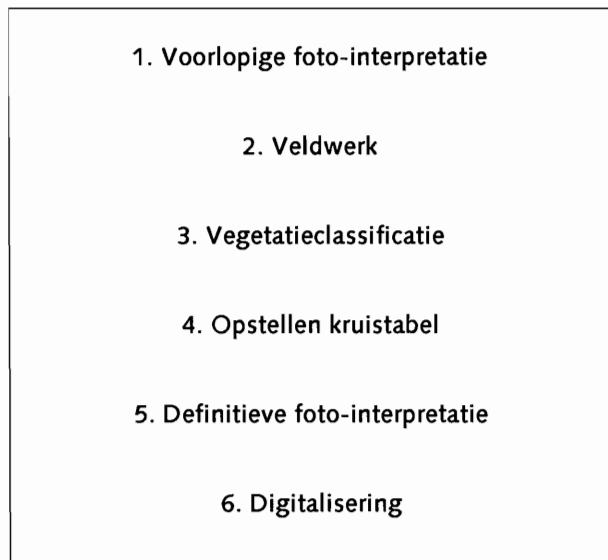 1. Voorlopige foto-interpretatie
2. Veldwerk
3. Vegetatieclassificatie
4. Opstellen kruistabel
5. Definitieve foto-interpretatie
6. Digitalisering